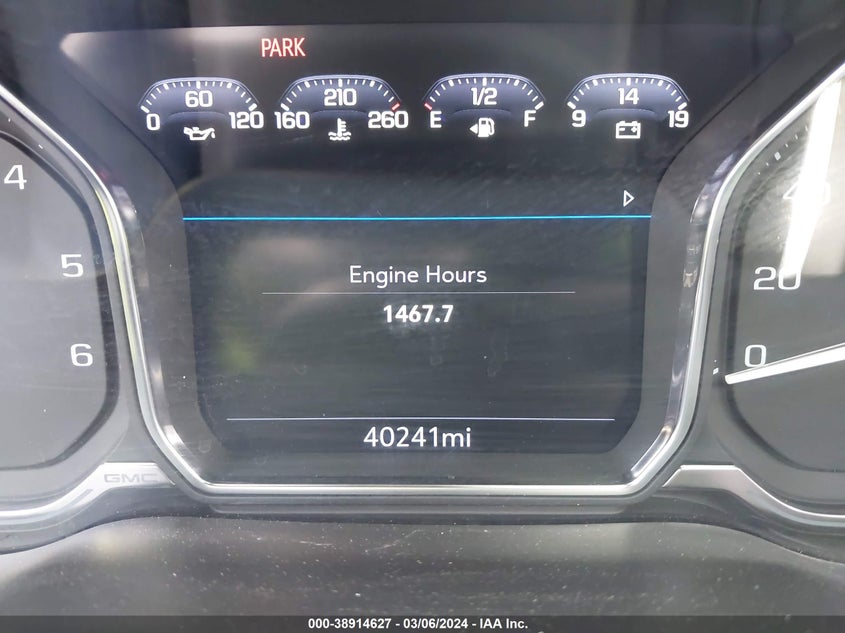 PARK
60 210 1/2 14
0 120 160 260 E F 9 19
4
5
6
Engine Hours
1467.7
40241mi
40
20
0
GMC
000-38914627 - 03/06/2024 - IAA Inc.